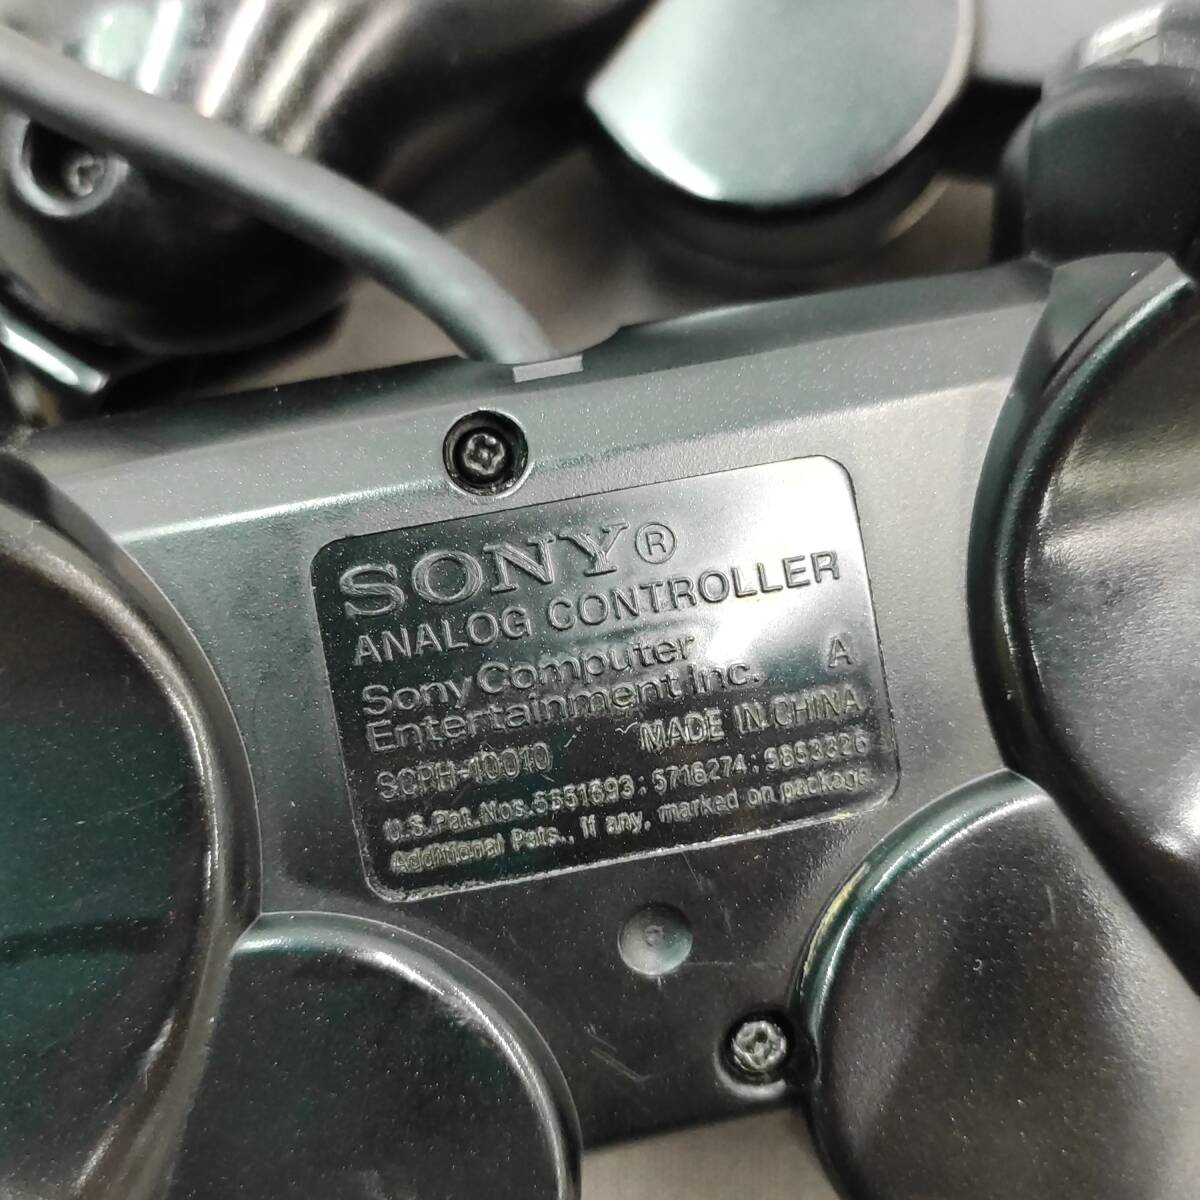 SONY®
ANALOG CONTROLLER
Sony Computer
Entertainment Inc. A
SCPH-10010 MADE IN CHINA
U.S.Pat.Nos.5551693; 5716274; 5853326
Additional Pats., if any, marked on package